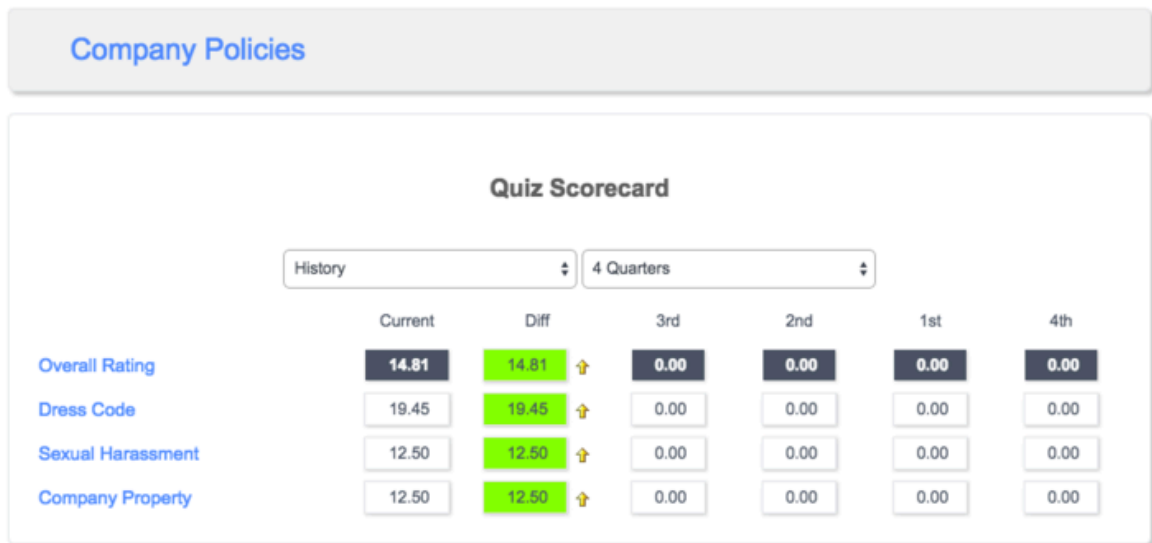 Company Policies
Quiz Scorecard
History 4 Quarters
Current Diff 3rd 2nd 1st 4th
Overall Rating 14.81 14.81 0.00 0.00 0.00 0.00
Dress Code 19.45 19.45 0.00 0.00 0.00 0.00
Sexual Harassment 12.50 12.50 0.00 0.00 0.00 0.00
Company Property 12.50 12.50 0.00 0.00 0.00 0.00